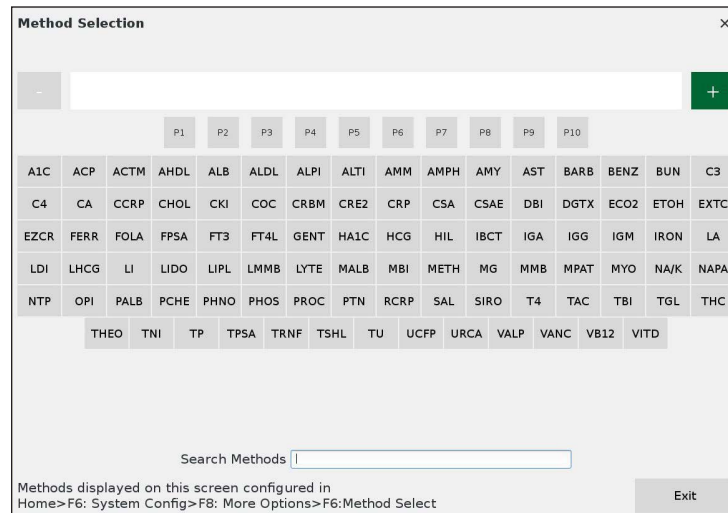 Method Selection ×
- +
P1 P2 P3 P4 P5 P6 P7 P8 P9 P10
A1C ACP ACTM AHDL ALB ALDL ALPI ALTI AMM AMPH AMY AST BARB BENZ BUN C3
C4 CA CCRP CHOL CKI COC CRBM CRE2 CRP CSA CSAE DBI DGTX ECO2 ETOH EXTC
EZCR FERR FOLA FPSA FT3 FT4L GENT HA1C HCG HIL IBCT IGA IGG IGM IRON LA
LDI LHCG LI LIDO LIPL LMMB LYTE MALB MBI METH MG MMB MPAT MYO NA/K NAPA
NTP OPI PALB PCHE PHNO PHOS PROC PTN RCRP SAL SIRO T4 TAC TBI TGL THC
THEO TNI TP TPSA TRNF TSHL TU UCFP URCA VALP VANC VB12 VITD
Search Methods
Methods displayed on this screen configured in
Home>F6: System Config>F8: More Options>F6:Method Select
Exit